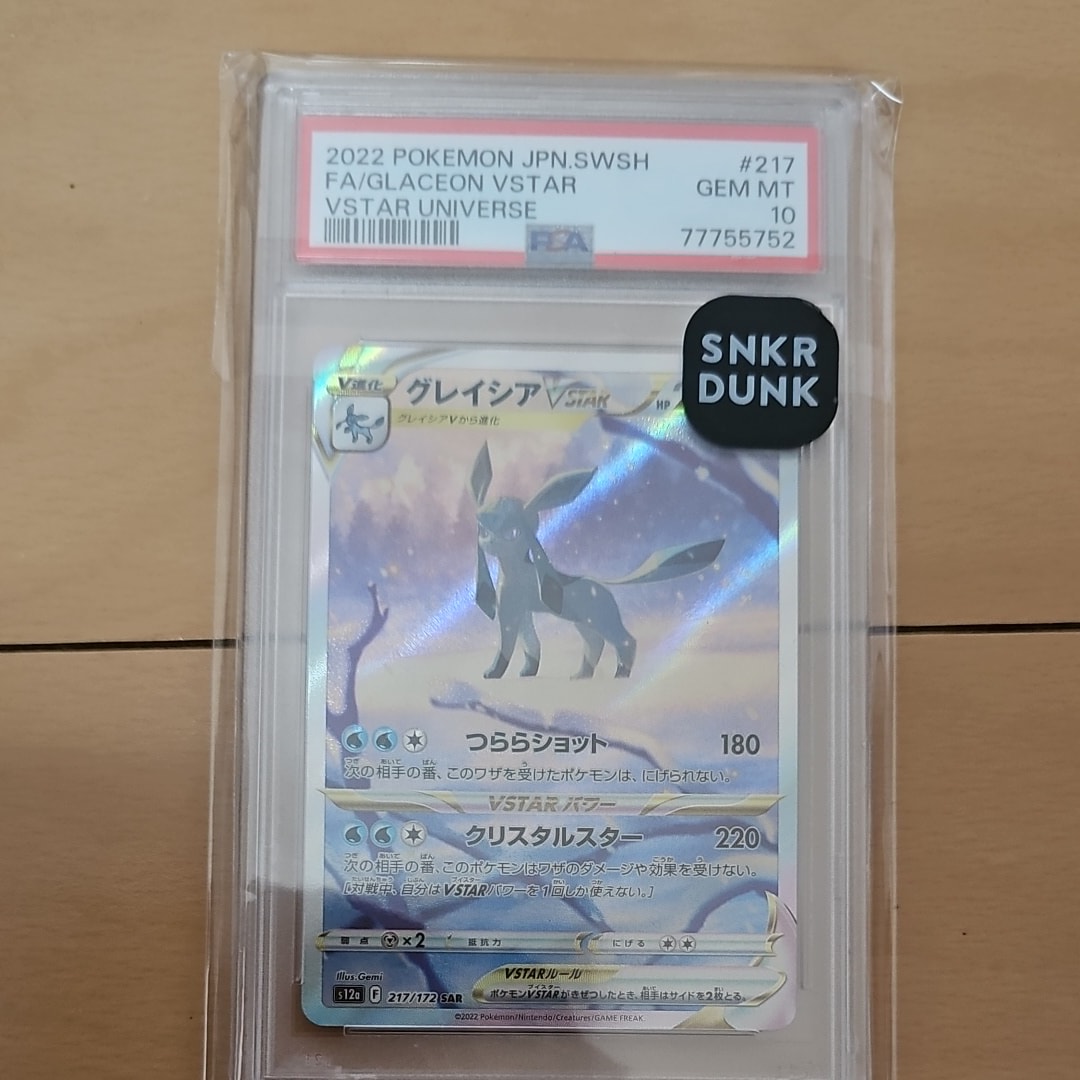 2022 POKEMON JPN.SWSH #217
FA/GLACEON VSTAR GEM MT
VSTAR UNIVERSE 10
PSA 77755752
SNKR
DUNK
V進化
グレイシア VSTAR HP 2
グレイシアVから進化
つららショット 180
次の相手の番、このワザを受けたポケモンは、にげられない。
VSTARパワー
クリスタルスター 220
次の相手の番、このポケモンはワザのダメージや効果を受けない。
[対戦中、自分はVSTARパワーを1回しか使えない。]
弱点 ×2 抵抗力 にげる
VSTARルール
ポケモンVSTARがきぜつしたとき、相手はサイドを2枚とる。
Illus.Gemi
s12a F 217/172 SAR
©2022 Pokémon/Nintendo/Creatures/GAME FREAK.